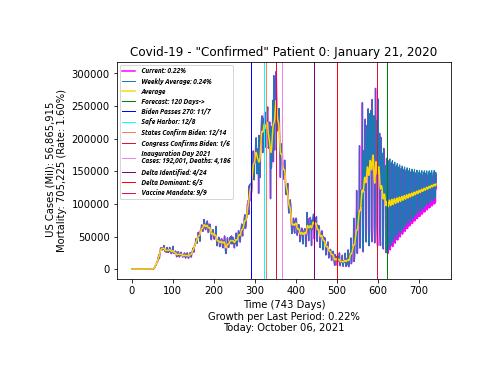 Covid-19 - "Confirmed" Patient 0: January 21, 2020
US Cases (Mil): 56,865,915
Mortality: 705,225 (Rate: 1.60%)
300000
250000
200000
150000
100000
50000
0
Current: 0.22%
Weekly Average: 0.24%
Average
Forecast: 120 Days->
Biden Passes 270: 11/7
Safe Harbor: 12/8
States Confirm Biden: 12/14
Congress Confirms Biden: 1/6
Inauguration Day 2021
Cases: 192,001, Deaths: 4,186
Delta Identified: 4/24
Delta Dominant: 6/5
Vaccine Mandate: 9/9
0 100 200 300 400 500 600 700
Time (743 Days)
Growth per Last Period: 0.22%
Today: October 06, 2021